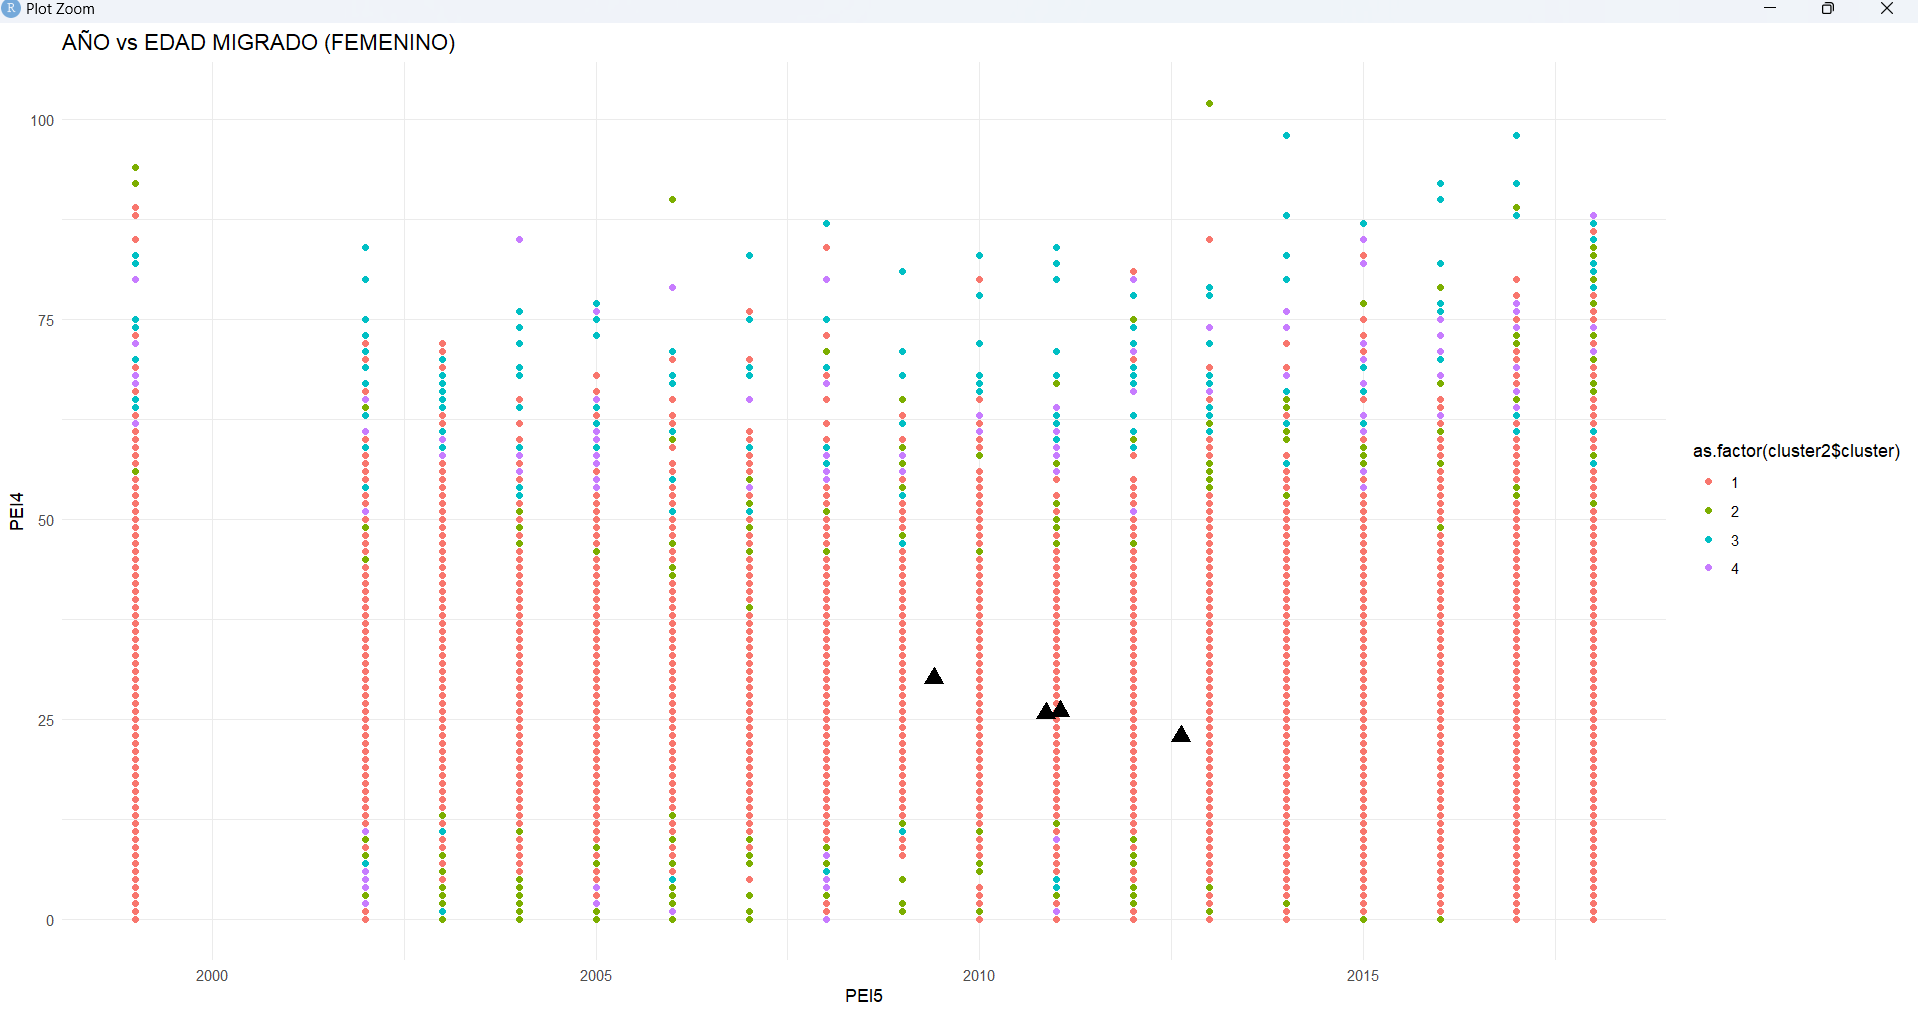 R Plot Zoom
AÑO vs EDAD MIGRADO (FEMENINO)
100
75
50
25
0
PEI4
2000 2005 2010 2015
PEI5
as.factor(cluster2$cluster)
1
2
3
4